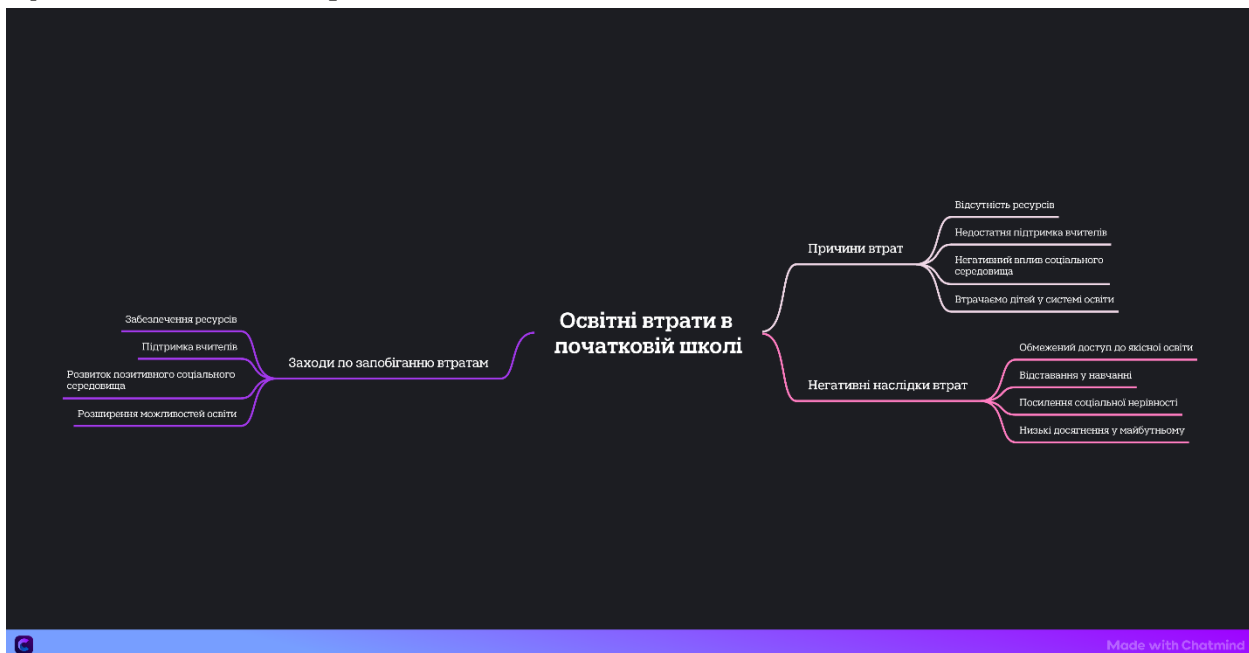 Освітні втрати в
початковій школі
Причини втрат
Відсутність ресурсів
Недостатня підтримка вчителів
Негативний вплив соціального
середовища
Втрачаємо дітей у системі освіти
Негативні наслідки втрат
Обмежений доступ до якісної освіти
Відставання у навчанні
Посилення соціальної нерівності
Низькі досягнення у майбутньому
Заходи по запобіганню втратам
Забезпечення ресурсів
Підтримка вчителів
Розвиток позитивного соціального
середовища
Розширення можливостей освіти
Made with Chatmind